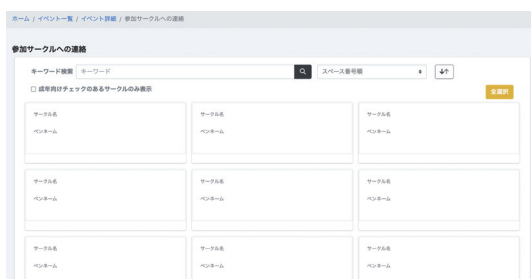 ホーム / イベント一覧 / イベント詳細 / 参加サークルへの連絡
参加サークルへの連絡
キーワード検索 キーワード スペース番号順
成年向けチェックのあるサークルのみ表示
全選択
サークル名 サークル名 サークル名
ペンネーム ペンネーム ペンネーム
サークル名 サークル名 サークル名
ペンネーム ペンネーム ペンネーム
サークル名 サークル名 サークル名
ペンネーム ペンネーム ペンネーム